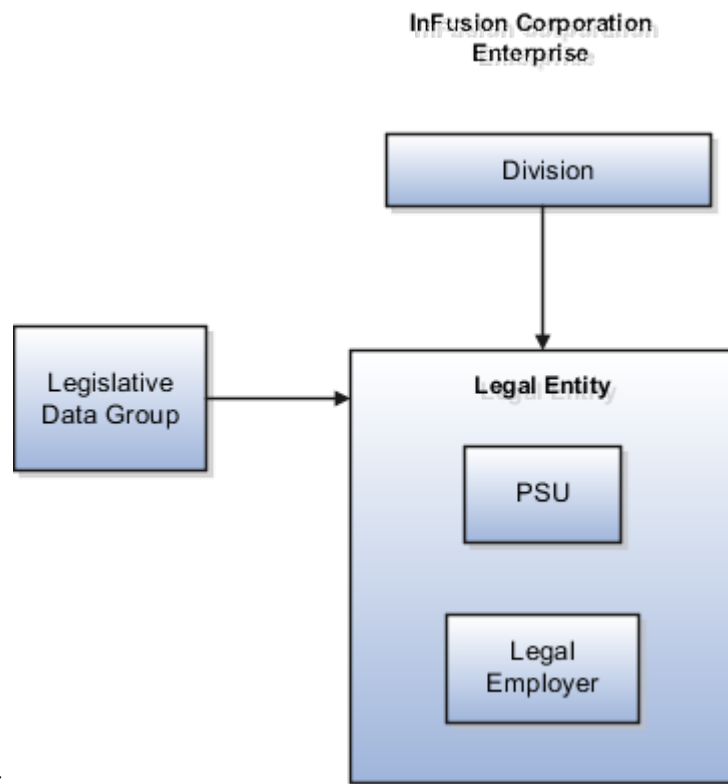 InFusion Corporation
Enterprise
Division
Legislative
Data Group
Legal Entity
PSU
Legal
Employer